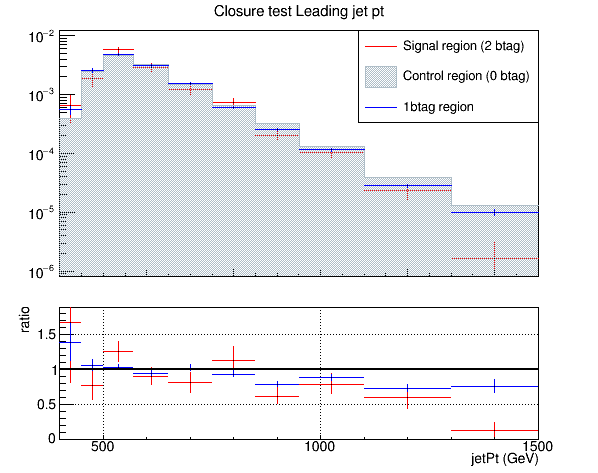 Closure test Leading jet pt
10⁻²
Signal region (2 btag)
Control region (0 btag)
10⁻³
1btag region
10⁻⁴
10⁻⁵
10⁻⁶
ratio
1.5
1
0.5
0
500
1000
1500
jetPt (GeV)